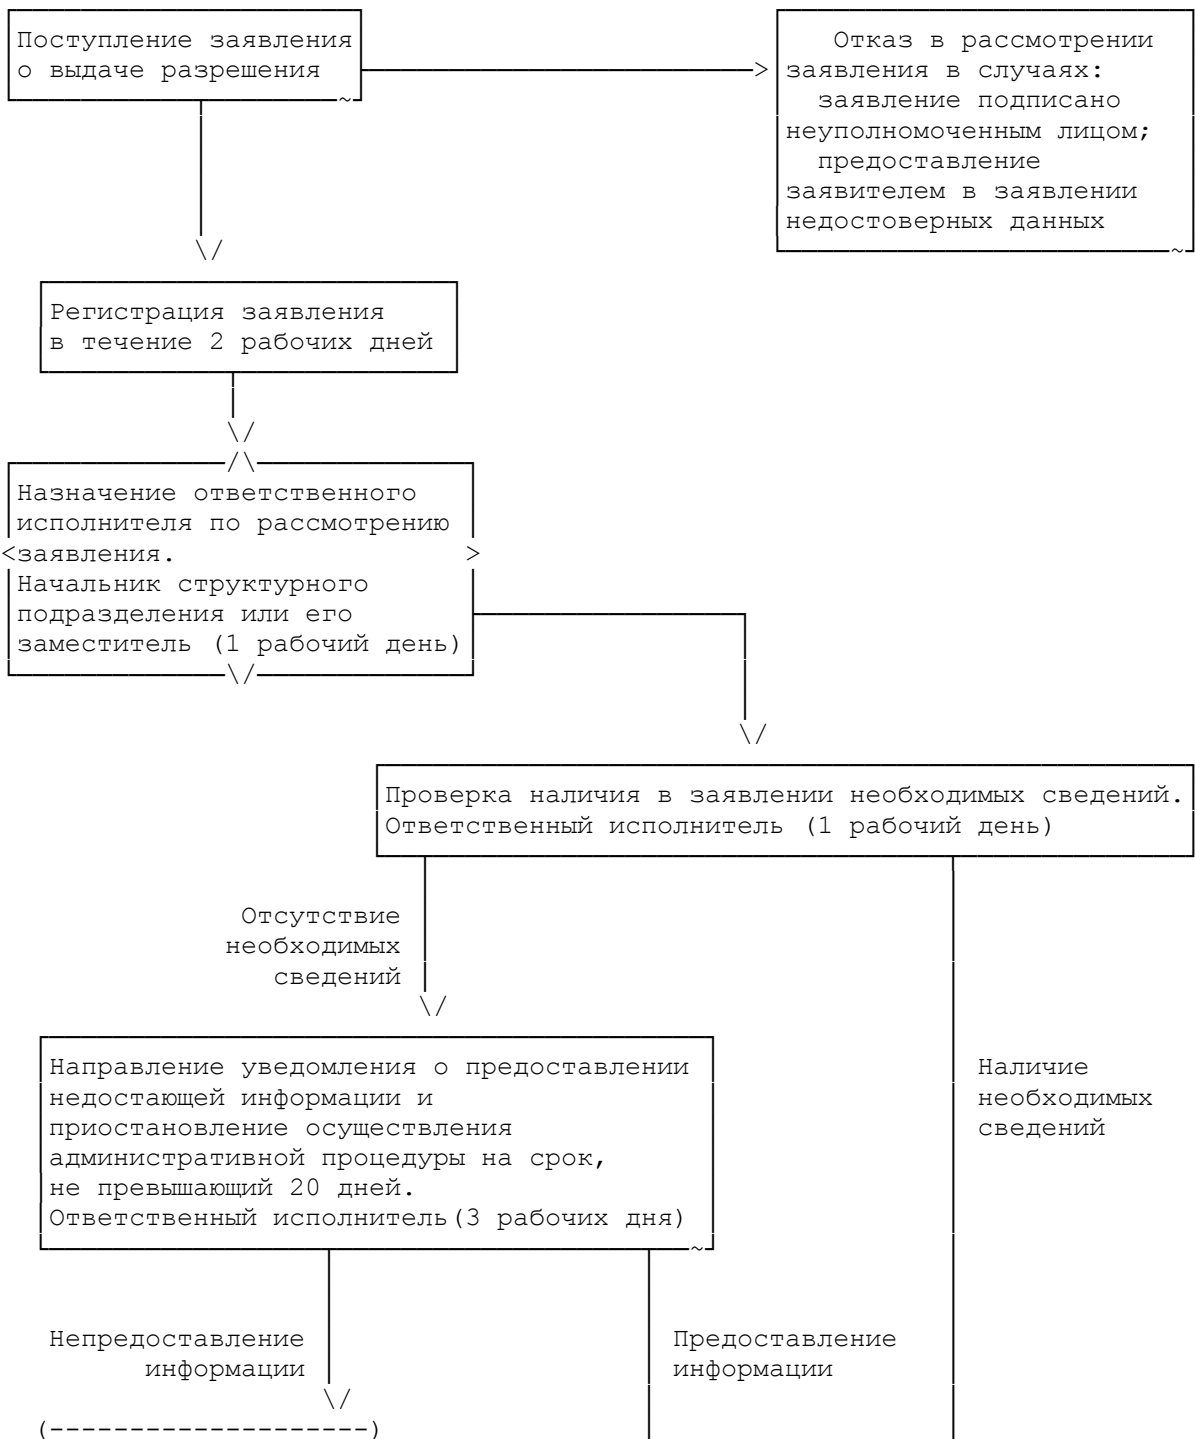 Поступление заявления
о выдаче разрешения
Отказ в рассмотрении
заявления в случаях:
заявление подписано
неуполномоченным лицом;
предоставление
заявителем в заявлении
недостоверных данных
Регистрация заявления
в течение 2 рабочих дней
Назначение ответственного
исполнителя по рассмотрению
заявления.
Начальник структурного
подразделения или его
заместитель (1 рабочий день)
Проверка наличия в заявлении необходимых сведений.
Ответственный исполнитель (1 рабочий день)
Отсутствие
необходимых
сведений
Направление уведомления о предоставлении
недостающей информации и
приостановление осуществления
административной процедуры на срок,
не превышающий 20 дней.
Ответственный исполнитель(3 рабочих дня)
Наличие
необходимых
сведений
Непредоставление
информации
Предоставление
информации